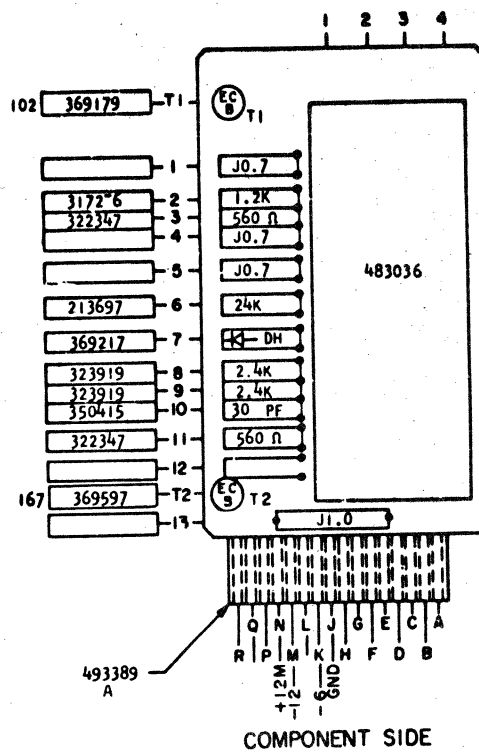 1 2 3 4
102 369179 T1 EC B T1
1 J0.7
3172-6 2 1.2K
322347 3 560 Ω
4 J0.7
483036
5 J0.7
213697 6 24K
369217 7 DH
323919 8 2.4K
323919 9 2.4K
350415 10 30 PF
322347 11 560 Ω
12
167 369597 T2 EC T2
13 J1.0
Q N L J G E C A
R P M K H F D B
+12M -12 -6 GND
493389
A
COMPONENT SIDE